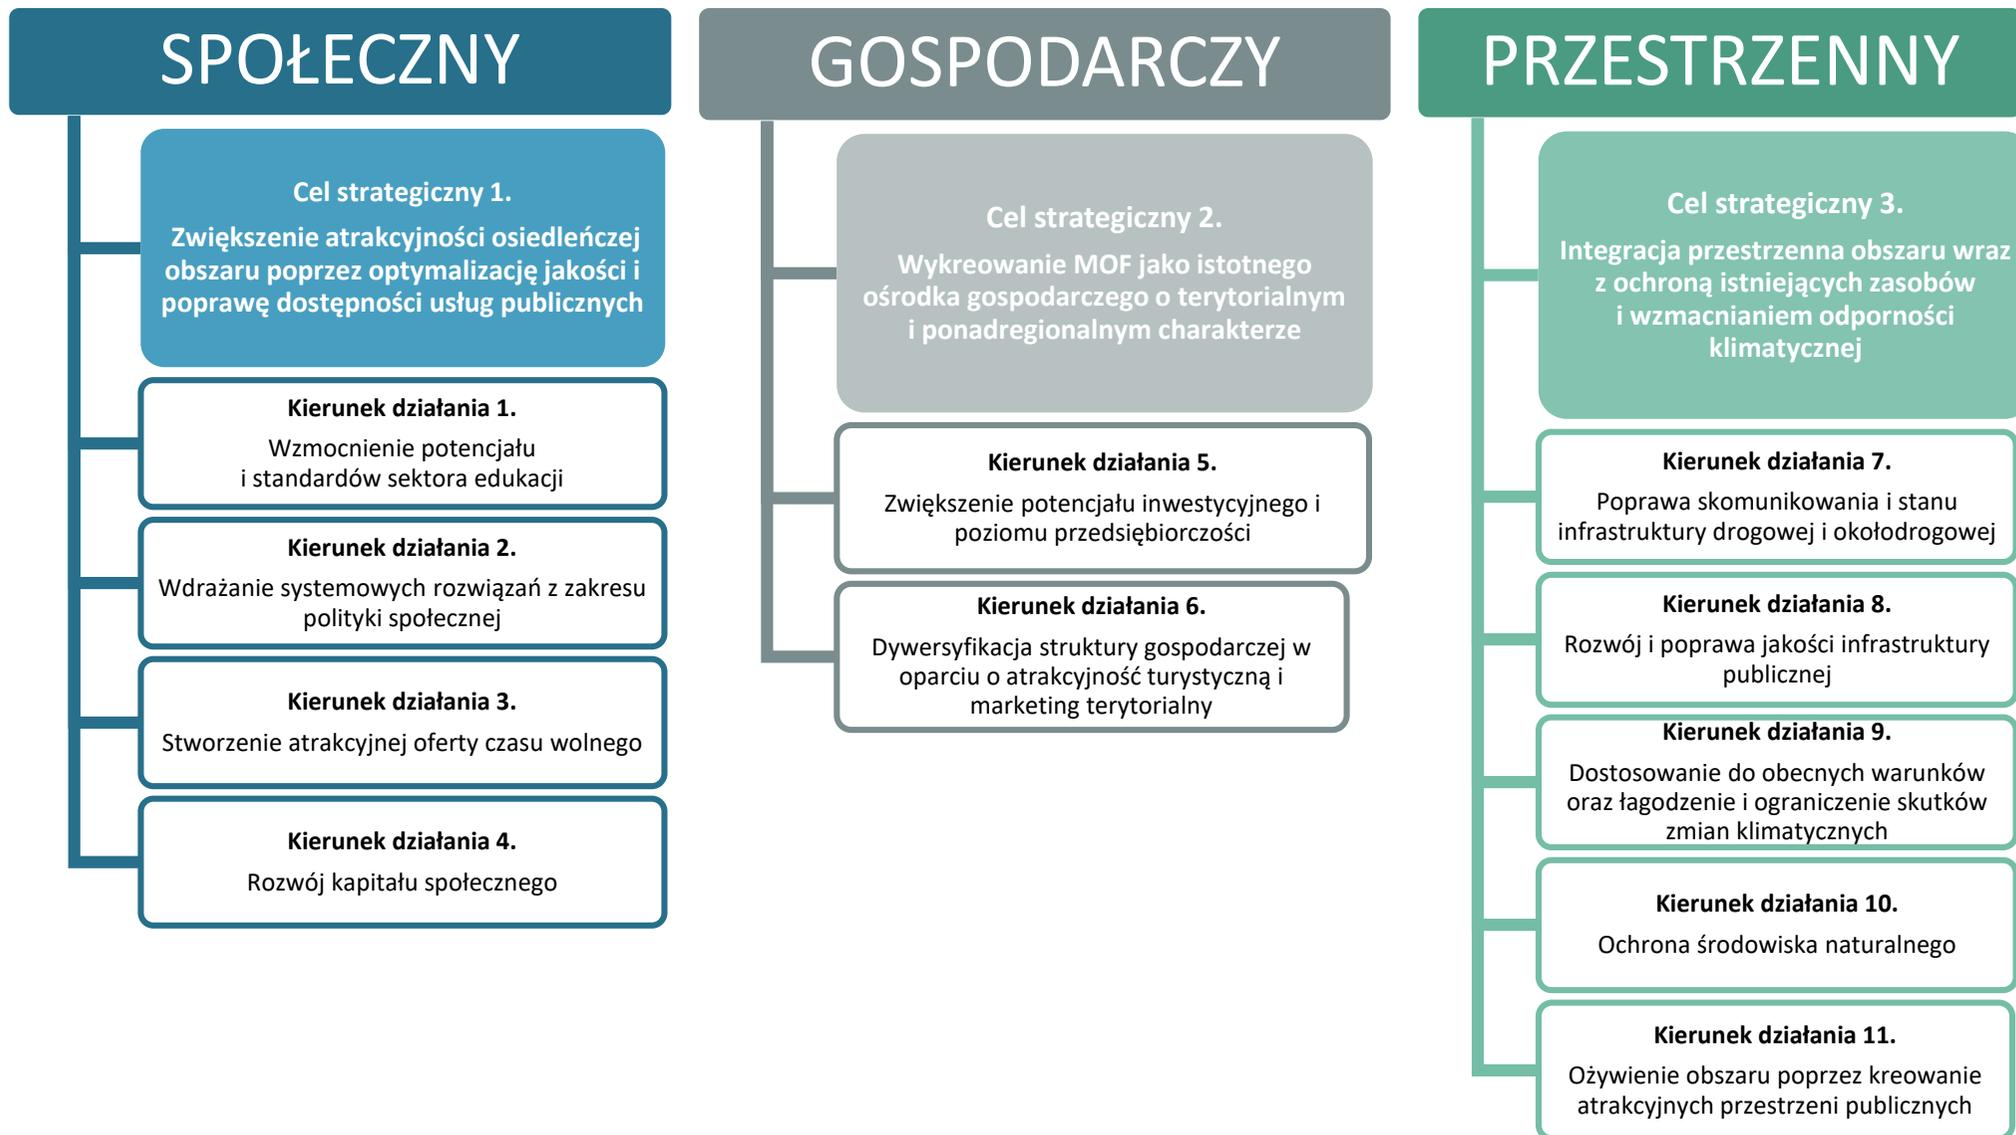 SPOŁECZNY
Cel strategiczny 1.
Zwiększenie atrakcyjności osiedleńczej
obszaru poprzez optymalizację jakości i
poprawę dostępności usług publicznych
Kierunek działania 1.
Wzmocnienie potencjału
i standardów sektora edukacji
Kierunek działania 2.
Wdrażanie systemowych rozwiązań z zakresu
polityki społecznej
Kierunek działania 3.
Stworzenie atrakcyjnej oferty czasu wolnego
Kierunek działania 4.
Rozwój kapitału społecznego
GOSPODARCZY
Cel strategiczny 2.
Wykreowanie MOF jako istotnego
ośrodka gospodarczego o terytorialnym
i ponadregionalnym charakterze
Kierunek działania 5.
Zwiększenie potencjału inwestycyjnego i
poziomu przedsiębiorczości
Kierunek działania 6.
Dywersyfikacja struktury gospodarczej w
oparciu o atrakcyjność turystyczną i
marketing terytorialny
PRZESTRZENNY
Cel strategiczny 3.
Integracja przestrzenna obszaru wraz
z ochroną istniejących zasobów
i wzmacnianiem odporności
klimatycznej
Kierunek działania 7.
Poprawa skomunikowania i stanu
infrastruktury drogowej i okołodrogowej
Kierunek działania 8.
Rozwój i poprawa jakości infrastruktury
publicznej
Kierunek działania 9.
Dostosowanie do obecnych warunków
oraz łagodzenie i ograniczenie skutków
zmian klimatycznych
Kierunek działania 10.
Ochrona środowiska naturalnego
Kierunek działania 11.
Ożywienie obszaru poprzez kreowanie
atrakcyjnych przestrzeni publicznych